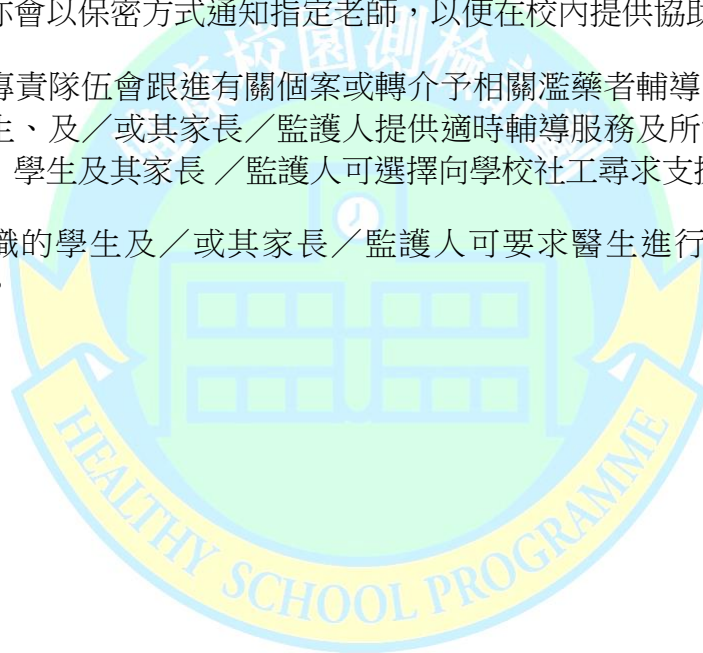 亦會以保密方式通知指定老師，以便在校內提供協助
專責隊伍會跟進有關個案或轉介予相關濫藥者輔導
生、及／或其家長／監護人提供適時輔導服務及所
學生及其家長 ／監護人可選擇向學校社工尋求支援
識的學生及／或其家長／監護人可要求醫生進行
HEALTHY SCHOOL PROGRAMME